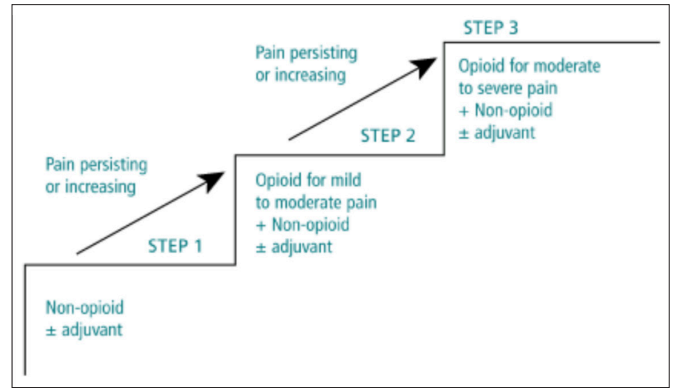 STEP 3
Pain persisting
or increasing
Opioid for moderate
to severe pain
+ Non-opioid
± adjuvant
STEP 2
Pain persisting
or increasing
Opioid for mild
to moderate pain
+ Non-opioid
± adjuvant
STEP 1
Non-opioid
± adjuvant